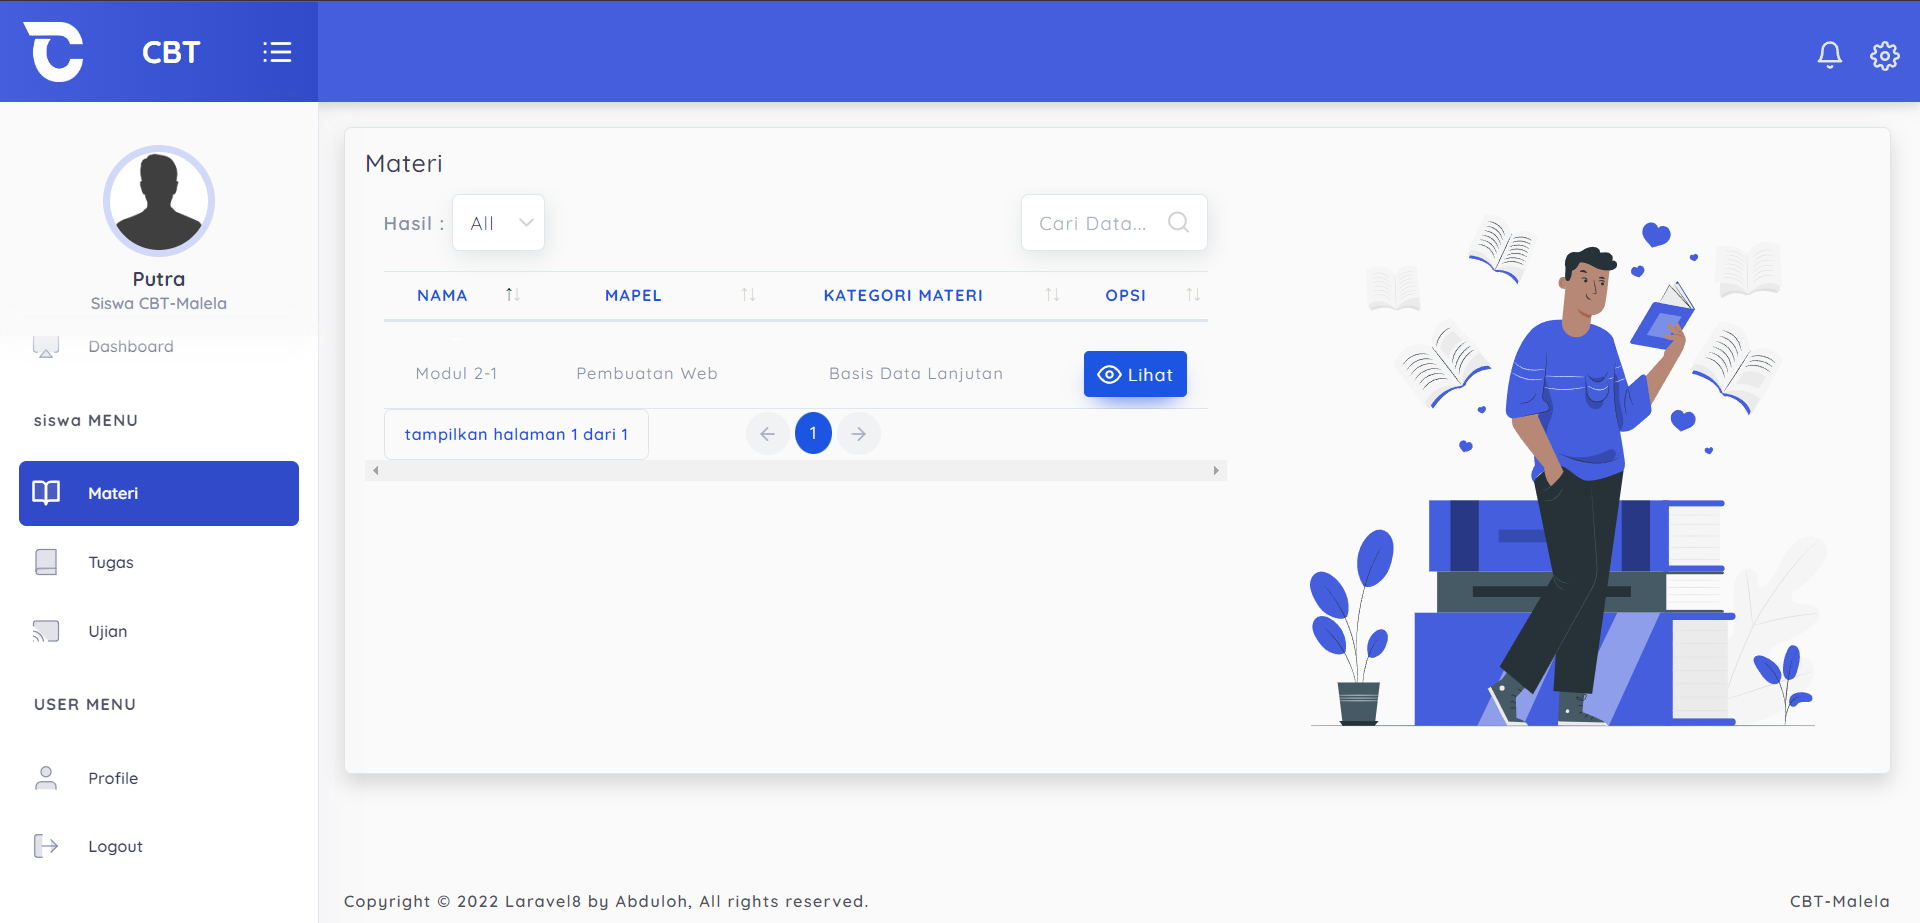 CBT
Putra
Siswa CBT-Malela
Dashboard
siswa MENU
Materi
Tugas
Ujian
USER MENU
Profile
Logout
Materi
Hasil : All
Cari Data...
NAMA MAPEL KATEGORI MATERI OPSI
Modul 2-1 Pembuatan Web Basis Data Lanjutan Lihat
tampilkan halaman 1 dari 1
1
Copyright © 2022 Laravel8 by Abduloh, All rights reserved.
CBT-Malela